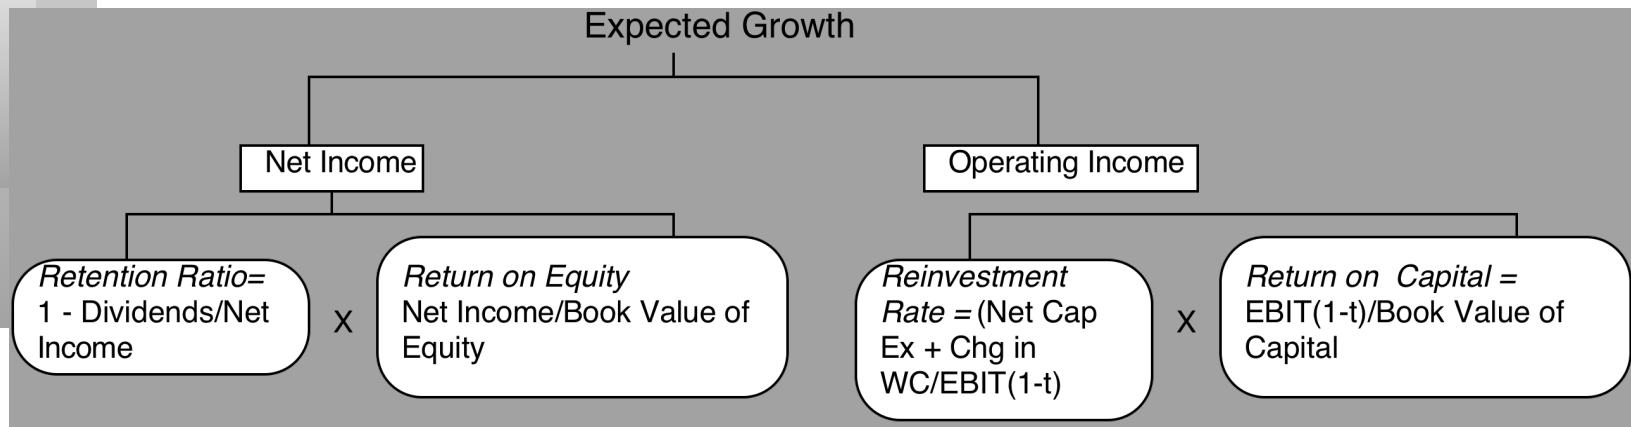 Expected Growth
Net Income
Operating Income
Retention Ratio=
1 - Dividends/Net
Income
X
Return on Equity
Net Income/Book Value of
Equity
Reinvestment
Rate = (Net Cap
Ex + Chg in
WC/EBIT(1-t)
X
Return on Capital =
EBIT(1-t)/Book Value of
Capital